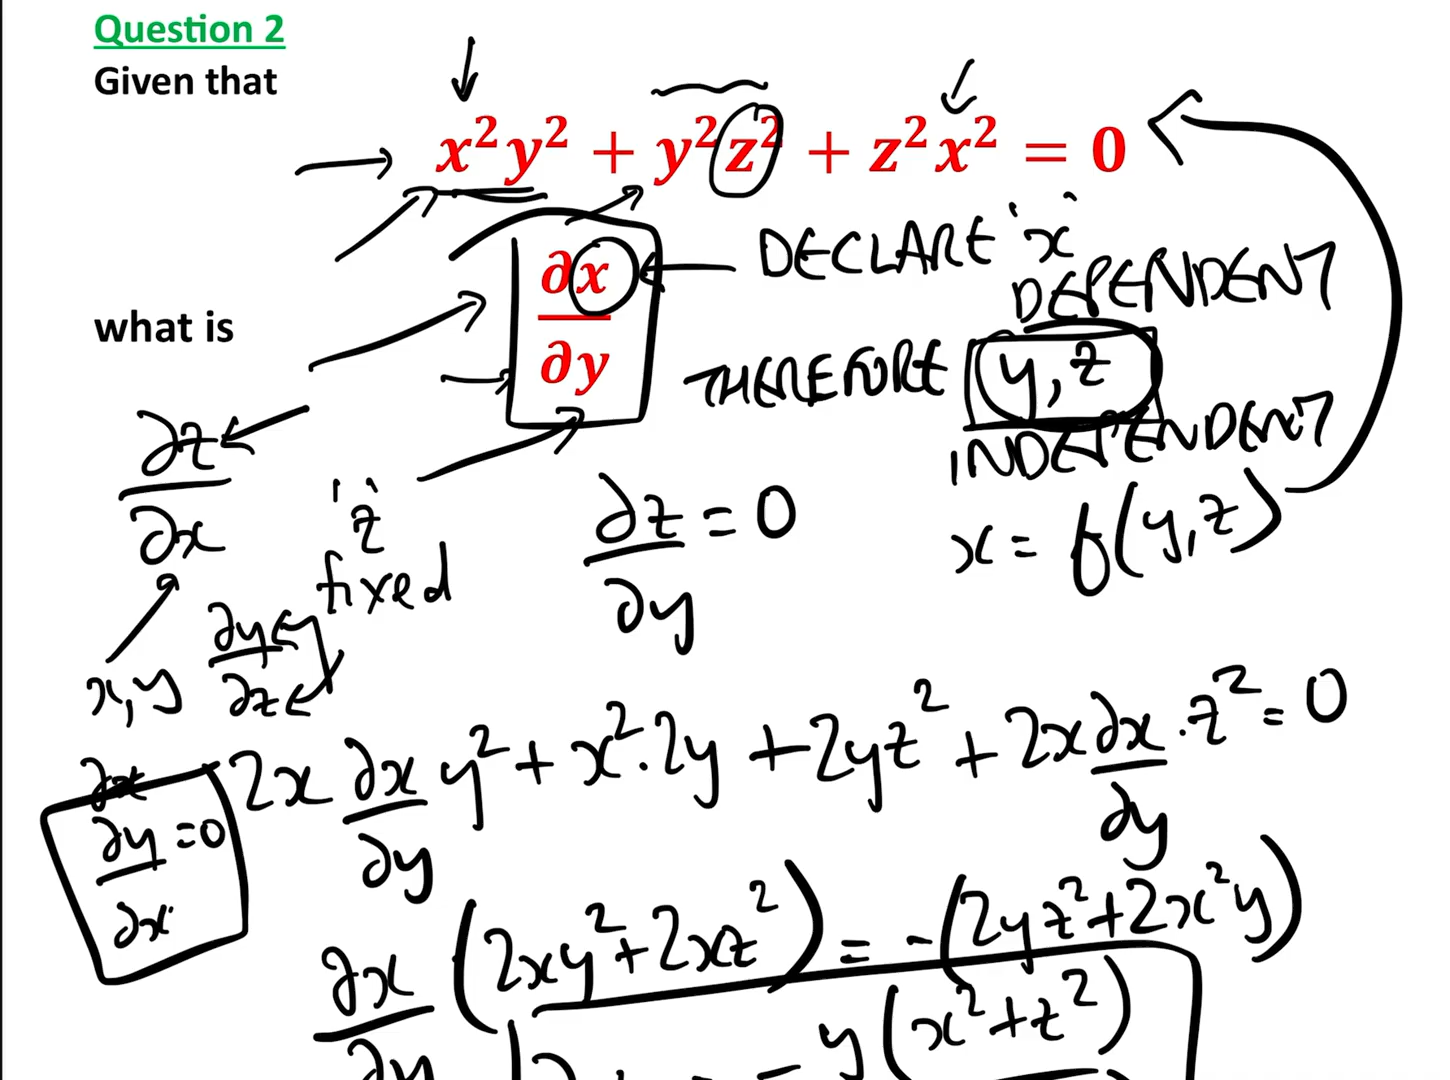 Question 2
Given that
x²y² + y²z² + z²x² = 0
what is
∂x/∂y
DECLARE 'x'
DEPENDENT
THEREFORE y, z
INDEPENDENT
x = f(y, z)
∂z/∂x
x, y
'z'
fixed
∂y/∂z
∂z/∂y = 0
∂y/∂x = 0
2x ∂x/∂y y² + x².2y + 2yz² + 2x ∂x/∂y . z² = 0
∂x/∂y (2xy² + 2xz²) = -(2yz² + 2x²y)
- y(x² + z²)